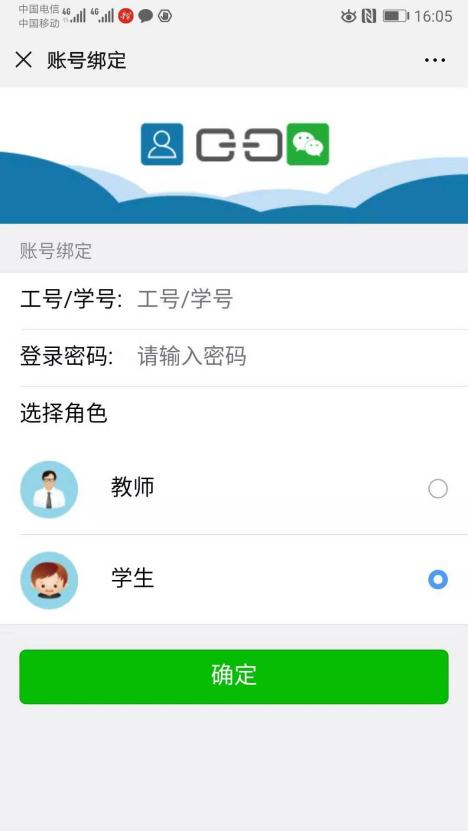 中国电信 4G 4G 16:05
中国移动
账号绑定
账号绑定
工号/学号: 工号/学号
登录密码: 请输入密码
选择角色
教师
学生
确定